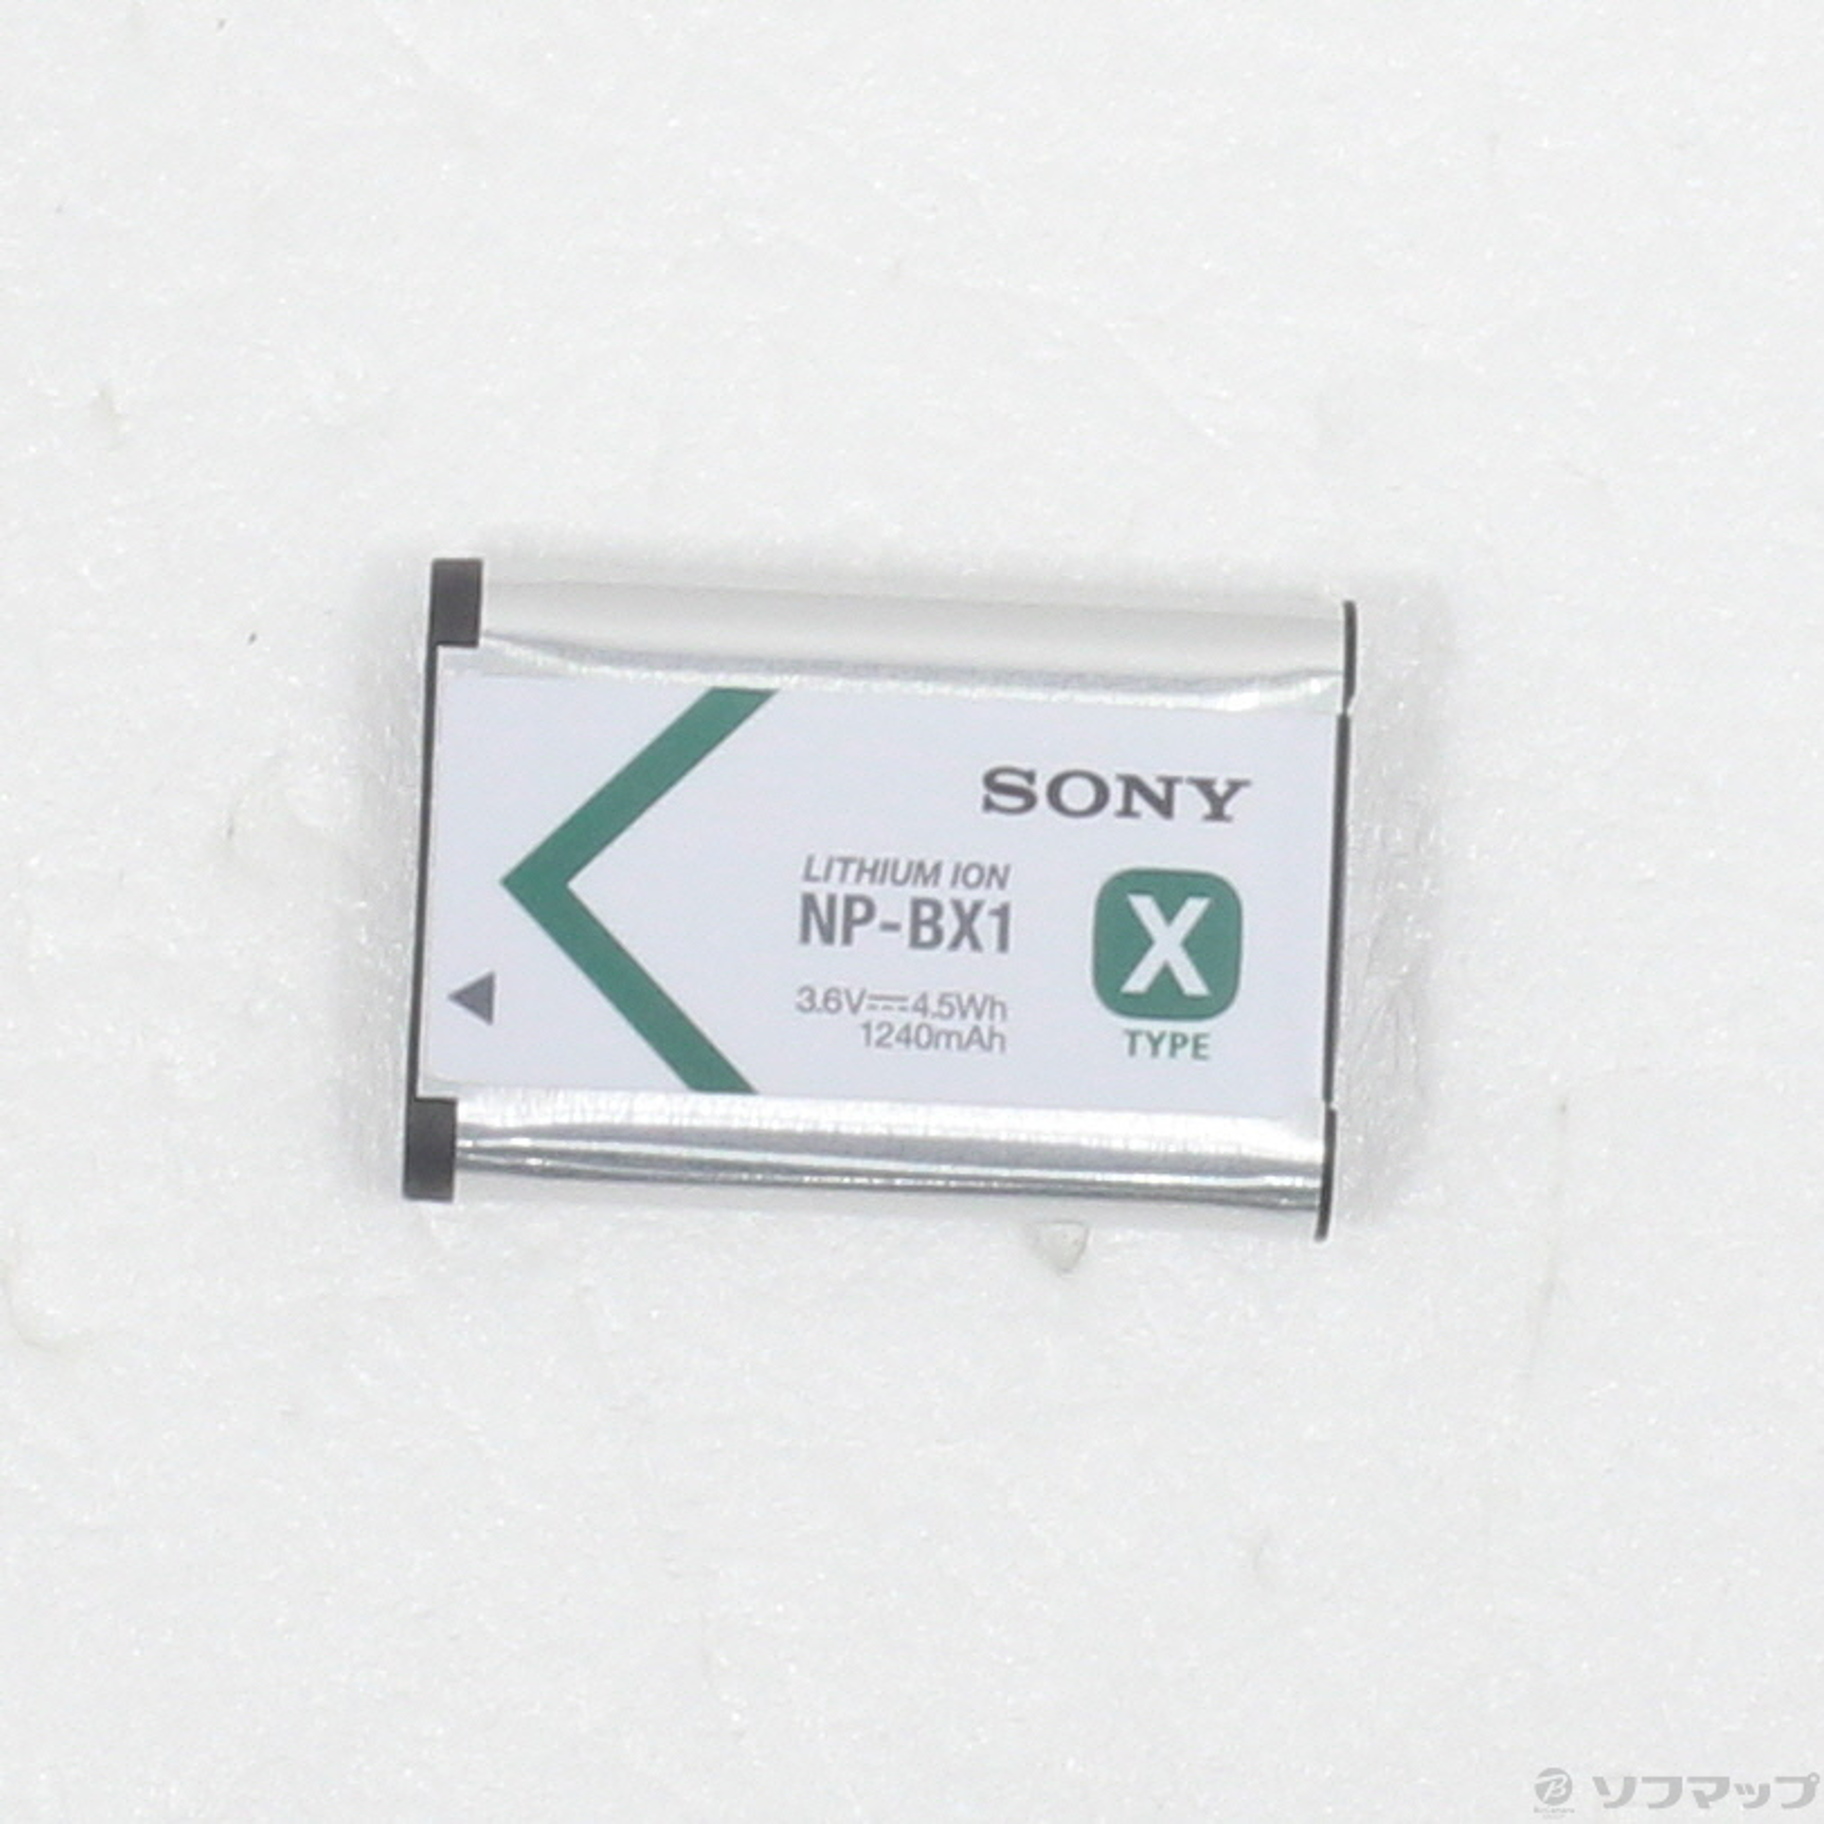 SONY
LITHIUM ION
NP-BX1
X
3.6V⎓4.5Wh
1240mAh
TYPE
ソフマップ